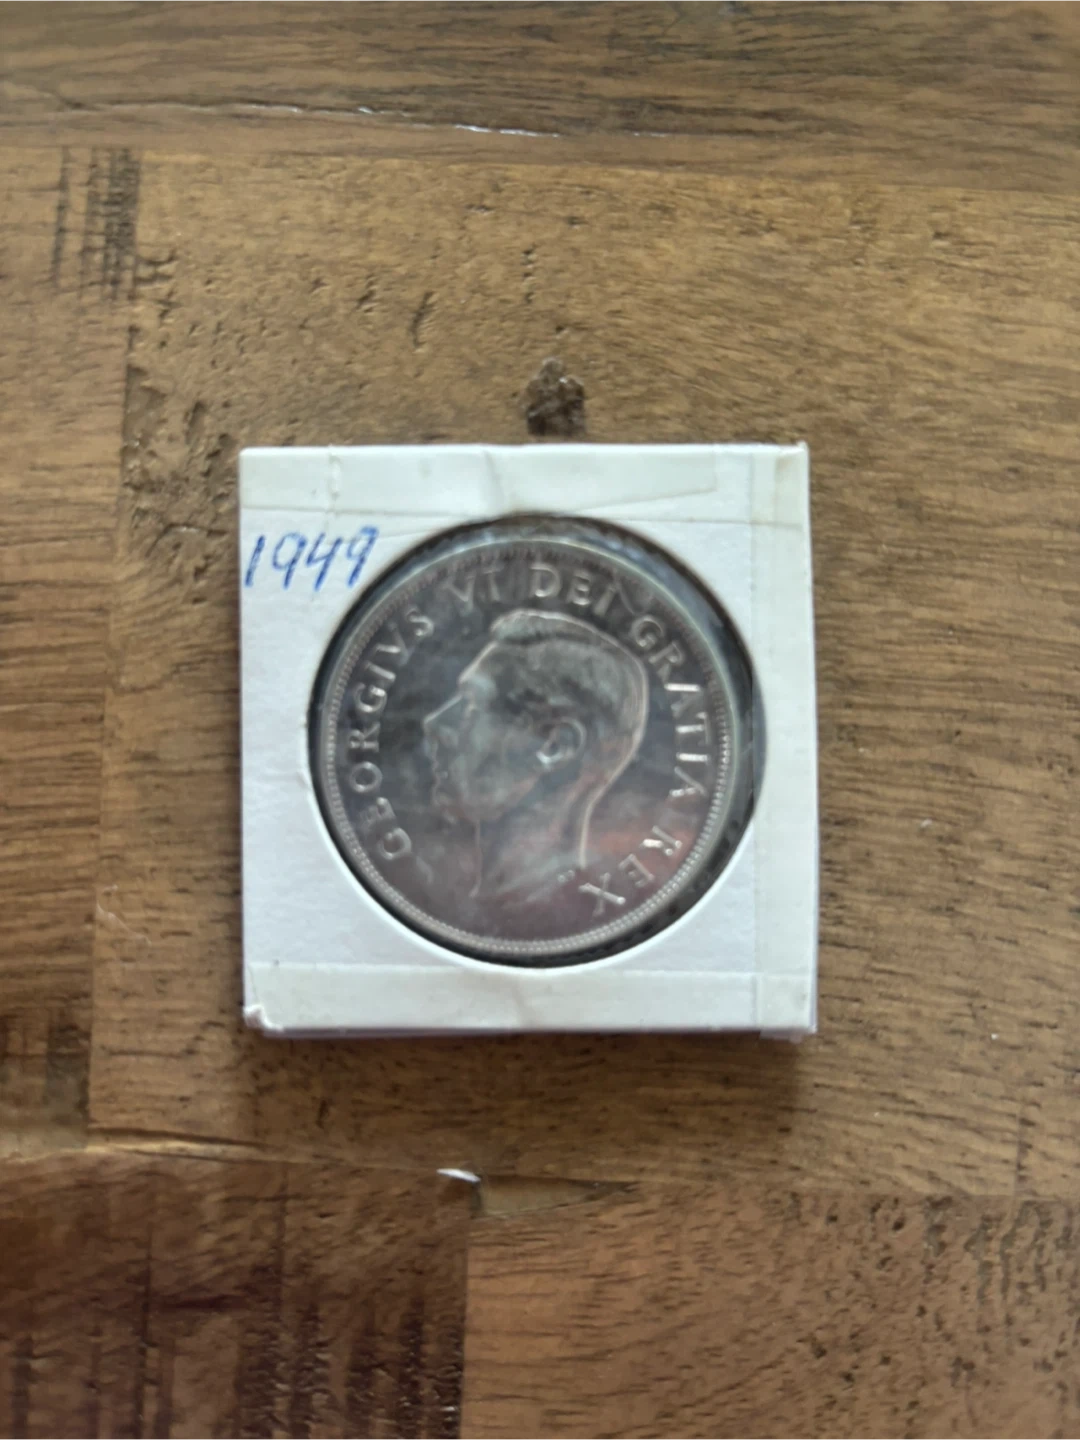 1949
GEORGIVS VI DEI GRATIA REX